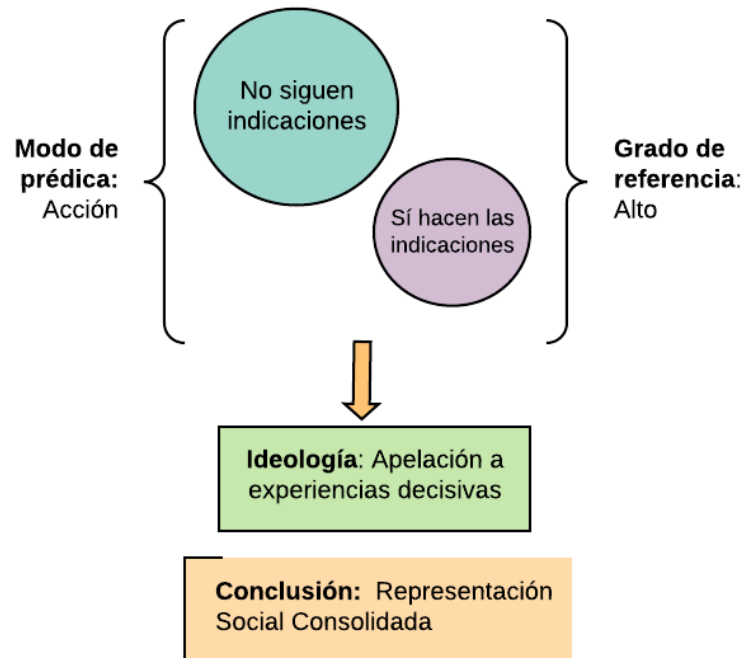 No siguen
indicaciones
Modo de
prédica:
Acción
Grado de
referencia:
Alto
Sí hacen las
indicaciones
Ideología: Apelación a
experiencias decisivas
Conclusión: Representación
Social Consolidada